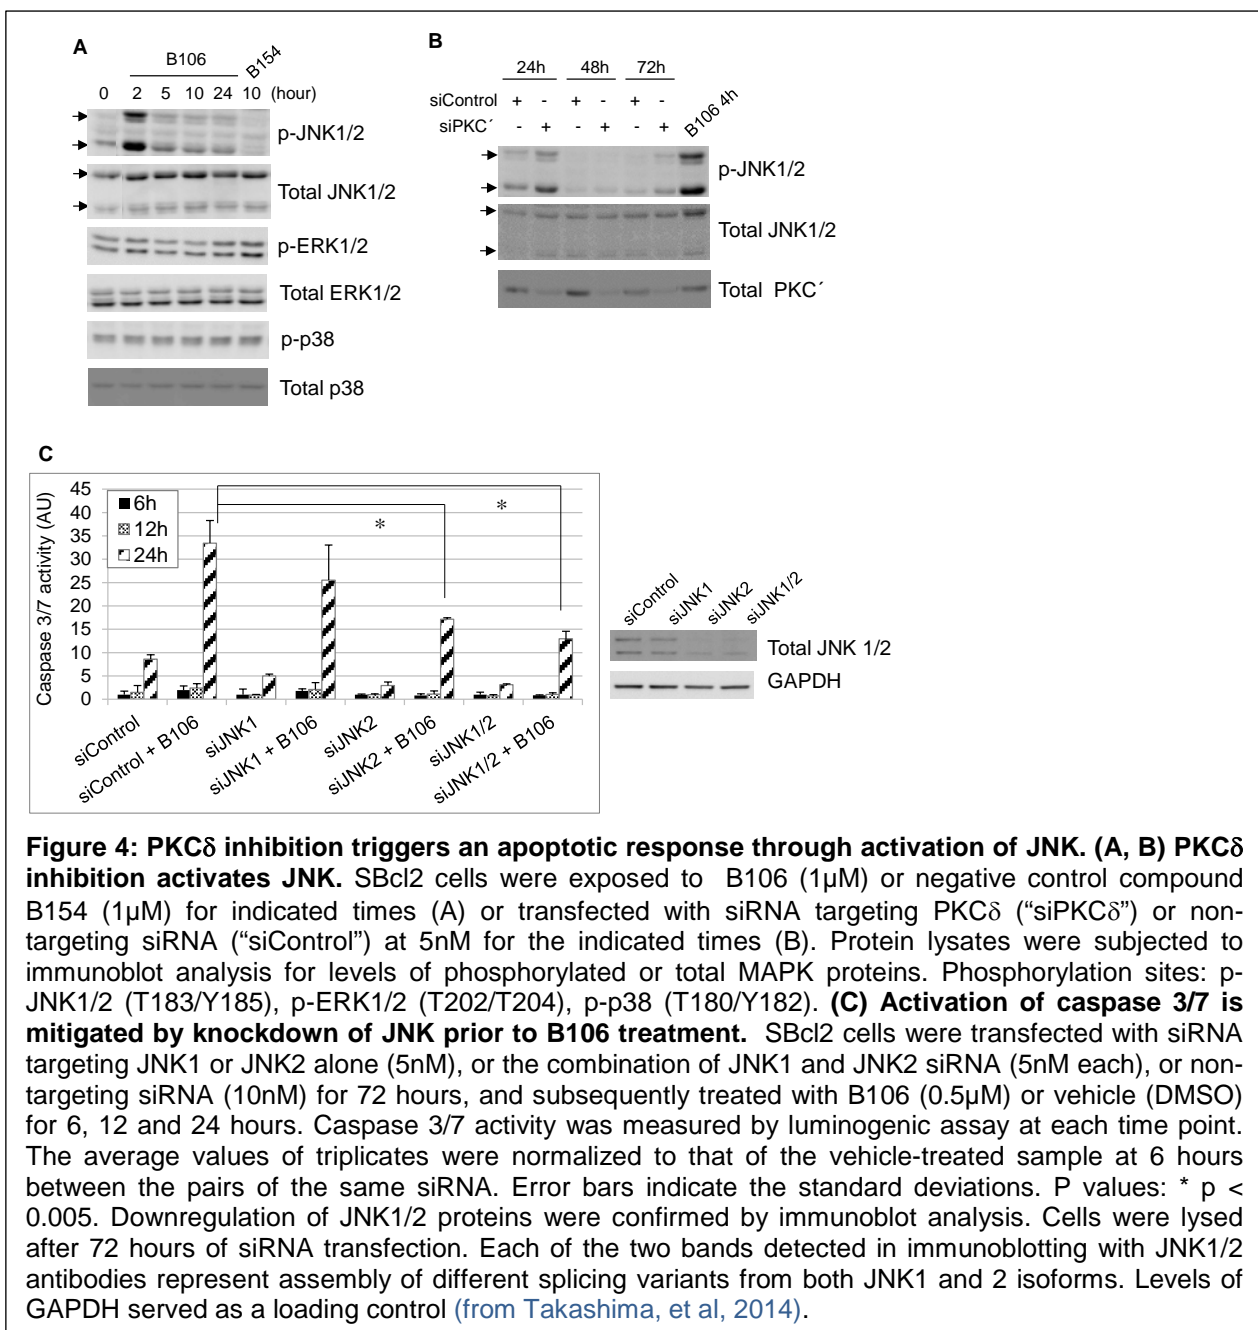 A
B106
B154
0 2 5 10 24 10 (hour)
p-JNK1/2
Total JNK1/2
p-ERK1/2
Total ERK1/2
p-p38
Total p38
B
24h 48h 72h
siControl + - + - + -
siPKC´ - + - + - +
B106 4h
p-JNK1/2
Total JNK1/2
Total PKC´
C
Caspase 3/7 activity (AU)
45
40
35
30
25
20
15
10
5
0
6h
12h
24h
*
*
siControl
siControl + B106
siJNK1
siJNK1 + B106
siJNK2
siJNK2 + B106
siJNK1/2
siJNK1/2 + B106
siControl
siJNK1
siJNK2
siJNK1/2
Total JNK 1/2
GAPDH
Figure 4: PKCδ inhibition triggers an apoptotic response through activation of JNK. (A, B) PKCδ
inhibition activates JNK. SBcl2 cells were exposed to B106 (1µM) or negative control compound
B154 (1µM) for indicated times (A) or transfected with siRNA targeting PKCδ (“siPKCδ”) or non-
targeting siRNA (“siControl”) at 5nM for the indicated times (B). Protein lysates were subjected to
immunoblot analysis for levels of phosphorylated or total MAPK proteins. Phosphorylation sites: p-
JNK1/2 (T183/Y185), p-ERK1/2 (T202/T204), p-p38 (T180/Y182). (C) Activation of caspase 3/7 is
mitigated by knockdown of JNK prior to B106 treatment. SBcl2 cells were transfected with siRNA
targeting JNK1 or JNK2 alone (5nM), or the combination of JNK1 and JNK2 siRNA (5nM each), or non-
targeting siRNA (10nM) for 72 hours, and subsequently treated with B106 (0.5µM) or vehicle (DMSO)
for 6, 12 and 24 hours. Caspase 3/7 activity was measured by luminogenic assay at each time point.
The average values of triplicates were normalized to that of the vehicle-treated sample at 6 hours
between the pairs of the same siRNA. Error bars indicate the standard deviations. P values: * p <
0.005. Downregulation of JNK1/2 proteins were confirmed by immunoblot analysis. Cells were lysed
after 72 hours of siRNA transfection. Each of the two bands detected in immunoblotting with JNK1/2
antibodies represent assembly of different splicing variants from both JNK1 and 2 isoforms. Levels of
GAPDH served as a loading control (from Takashima, et al, 2014).